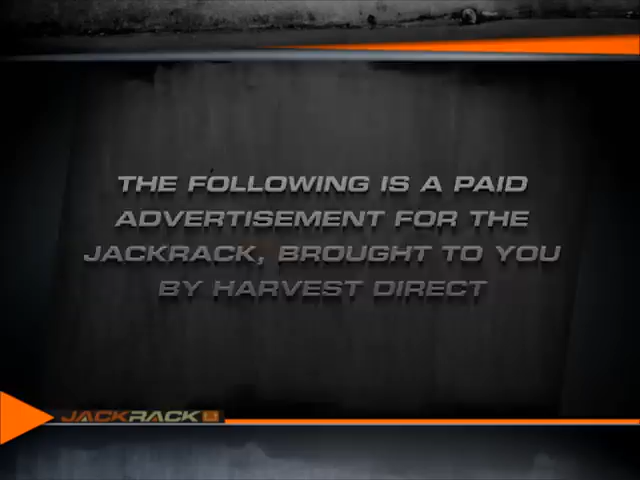 THE FOLLOWING IS A PAID
ADVERTISEMENT FOR THE
JACKRACK, BROUGHT TO YOU
BY HARVEST DIRECT
JACKRACK